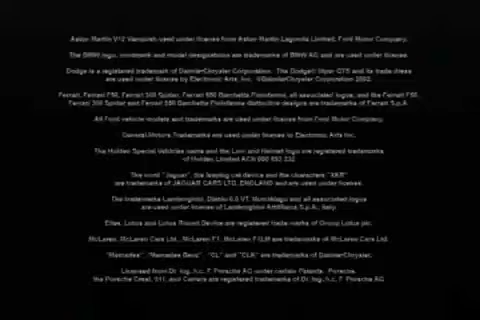 Aston Martin V12 Vanquish used under license from Aston Martin Lagonda Limited, Ford Motor Company.
The BMW logo, wordmark and model designations are trademarks of BMW AG and are used under license.
Dodge is a registered trademark of DaimlerChrysler Corporation. The Dodge Viper GTS and its trade dress
are used under license by Electronic Arts, Inc. ©DaimlerChrysler Corporation 2002.
Ferrari, Ferrari F50, Ferrari 360 Spider, Ferrari 550 Barchetta Pininfarina, all associated logos, and the Ferrari F50,
Ferrari 360 Spider and Ferrari 550 Barchetta Pininfarina distinctive designs are trademarks of Ferrari S.p.A.
All Ford vehicle models and trademarks are used under license from Ford Motor Company.
General Motors Trademarks are used under license to Electronic Arts Inc.
The Holden Special Vehicles name and the Lion and Helmet logo are registered trademarks
of Holden Limited ACN 006 893 232
The word "Jaguar", the leaping cat device and the characters "XKR"
are trademarks of JAGUAR CARS LTD, ENGLAND and are used under license.
The trademarks Lamborghini, Diablo 6.0 VT, Murciélago and all associated logos
are used under license of Lamborghini Artimarca S.p.A., Italy.
Elise, Lotus and Lotus Roundel Device are registered trade marks of Group Lotus plc.
McLaren, McLaren Cars Ltd., McLaren F1, McLaren F1 LM are trademarks of McLaren Cars Ltd.
"Mercedes", "Mercedes Benz", "CL" and "CLK" are trademarks of DaimlerChrysler.
Licensed from Dr. Ing. h.c. F. Porsche AG under certain Patents. Porsche,
the Porsche Crest, 911, and Carrera are registered trademarks of Dr. Ing. h.c. F. Porsche AG